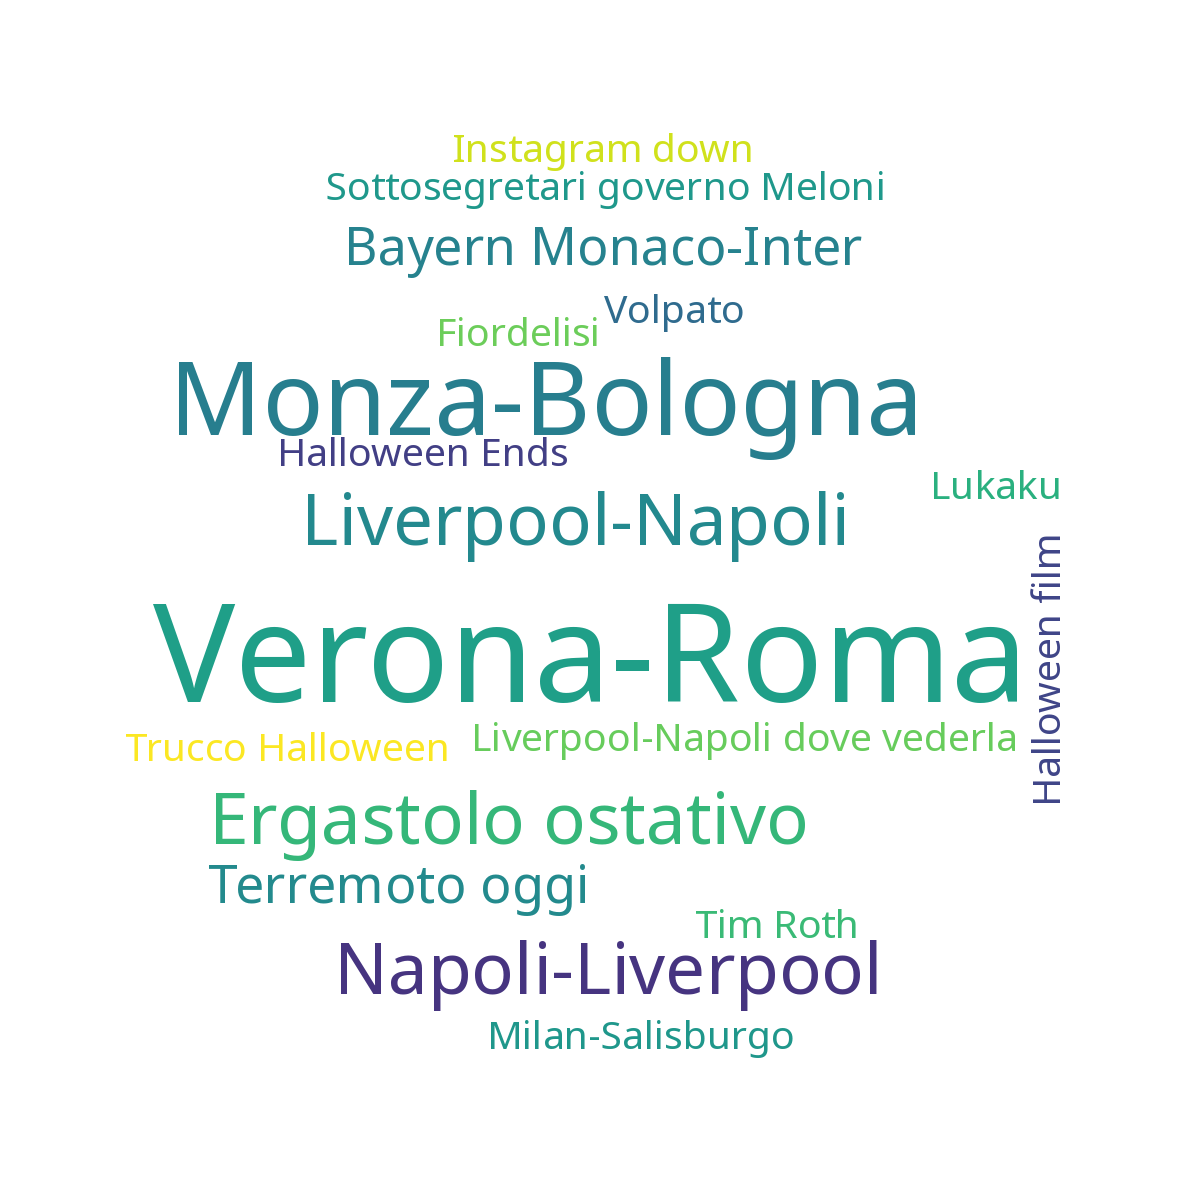 Instagram down
Sottosegretari governo Meloni
Bayern Monaco-Inter
Volpato
Fiordelisi
Monza-Bologna
Halloween Ends
Lukaku
Liverpool-Napoli
Halloween film
Verona-Roma
Liverpool-Napoli dove vederla
Trucco Halloween
Ergastolo ostativo
Terremoto oggi
Tim Roth
Napoli-Liverpool
Milan-Salisburgo